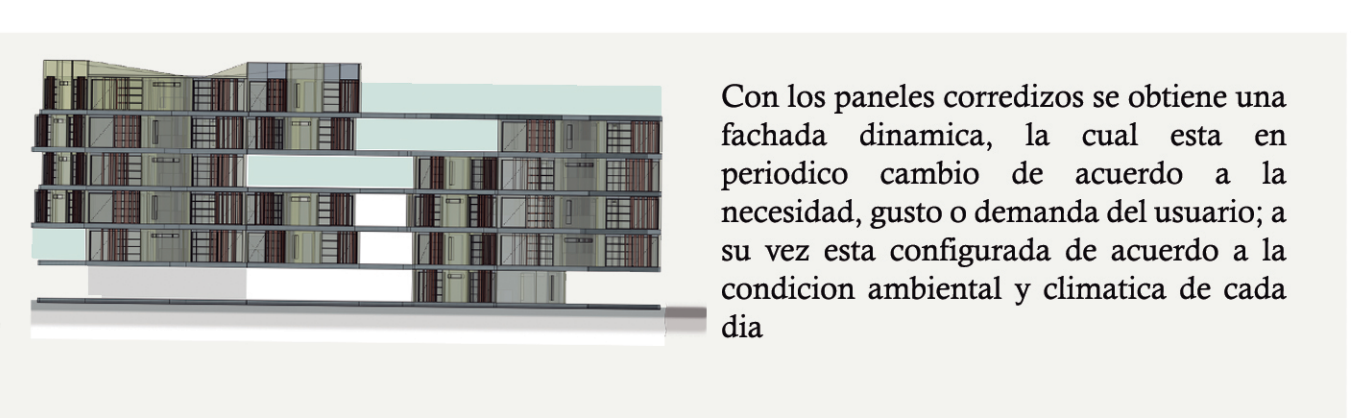 Con los paneles corredizos se obtiene una
fachada dinamica, la cual esta en
periodico cambio de acuerdo a la
necesidad, gusto o demanda del usuario; a
su vez esta configurada de acuerdo a la
condicion ambiental y climatica de cada
dia